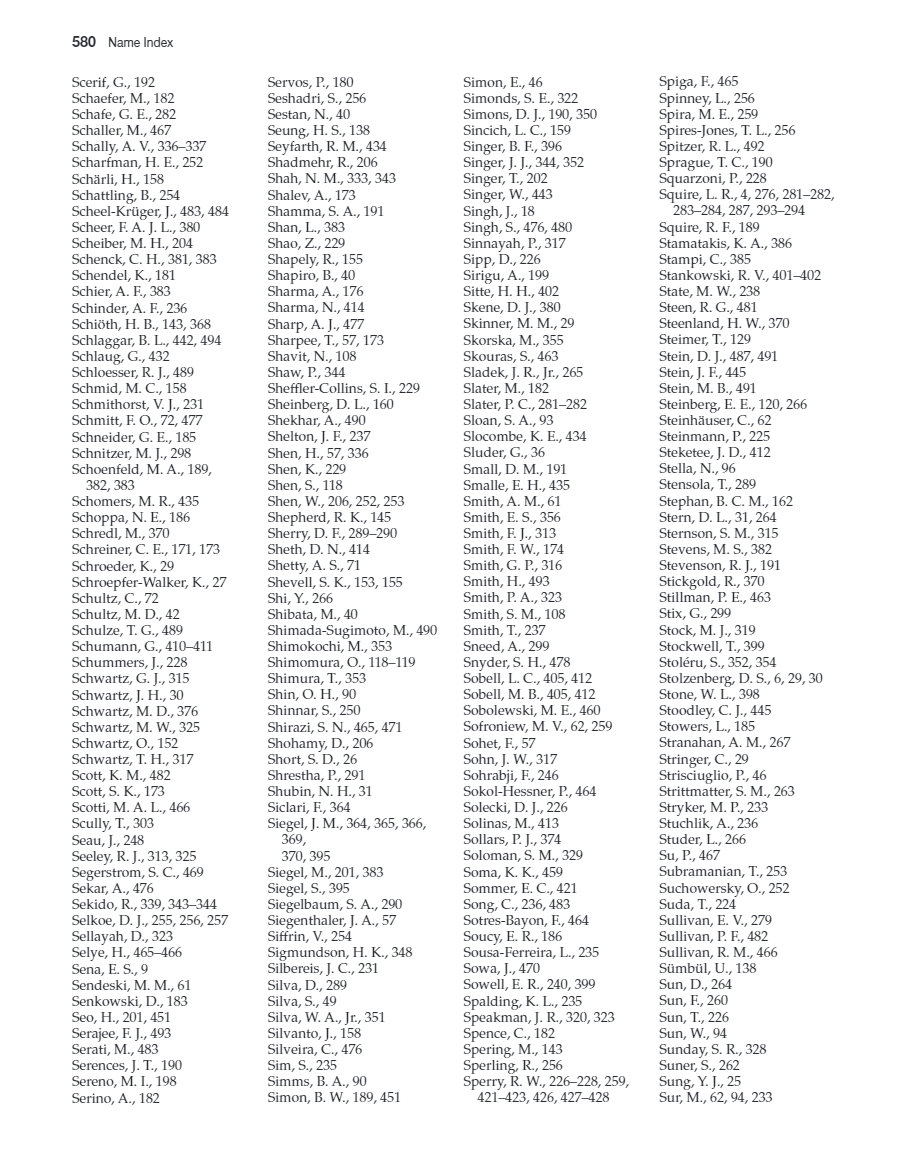 580 Name Index
Scerif, G., 192
Schaefer, M., 182
Schafe, G. E., 282
Schaller, M., 467
Schally, A. V., 336–337
Scharfman, H. E., 252
Schärli, H., 158
Schattling, B., 254
Scheel-Krüger, J., 483, 484
Scheer, F. A. J. L., 380
Scheiber, M. H., 204
Schenck, C. H., 381, 383
Schendel, K., 181
Schier, A. F., 383
Schinder, A. F., 236
Schiöth, H. B., 143, 368
Schlaggar, B. L., 442, 494
Schlaug, G., 432
Schloesser, R. J., 489
Schmid, M. C., 158
Schmithorst, V. J., 231
Schmitt, F. O., 72, 477
Schneider, G. E., 185
Schnitzer, M. J., 298
Schoenfeld, M. A., 189,
382, 383
Schomers, M. R., 435
Schoppa, N. E., 186
Schredl, M., 370
Schreiner, C. E., 171, 173
Schroeder, K., 29
Schroepfer-Walker, K., 27
Schultz, C., 72
Schultz, M. D., 42
Schulze, T. G., 489
Schumann, G., 410–411
Schummers, J., 228
Schwartz, G. J., 315
Schwartz, J. H., 30
Schwartz, M. D., 376
Schwartz, M. W., 325
Schwartz, O., 152
Schwartz, T. H., 317
Scott, K. M., 482
Scott, S. K., 173
Scotti, M. A. L., 466
Scully, T., 303
Seau, J., 248
Seeley, R. J., 313, 325
Segerstrom, S. C., 469
Sekar, A., 476
Sekido, R., 339, 343–344
Selkoe, D. J., 255, 256, 257
Sellayah, D., 323
Selye, H., 465–466
Sena, E. S., 9
Sendeski, M. M., 61
Senkowski, D., 183
Seo, H., 201, 451
Serajee, F. J., 493
Serati, M., 483
Serences, J. T., 190
Sereno, M. I., 198
Serino, A., 182
Servos, P., 180
Seshadri, S., 256
Sestan, N., 40
Seung, H. S., 138
Seyfarth, R. M., 434
Shadmehr, R., 206
Shah, N. M., 333, 343
Shalev, A., 173
Shamma, S. A., 191
Shan, L., 383
Shao, Z., 229
Shapely, R., 155
Shapiro, B., 40
Sharma, A., 176
Sharma, N., 414
Sharp, A. J., 477
Sharpee, T., 57, 173
Shavit, N., 108
Shaw, P., 344
Sheffler-Collins, S. I., 229
Sheinberg, D. L., 160
Shekhar, A., 490
Shelton, J. F., 237
Shen, H., 57, 336
Shen, K., 229
Shen, S., 118
Shen, W., 206, 252, 253
Shepherd, R. K., 145
Sherry, D. F., 289–290
Sheth, D. N., 414
Shetty, A. S., 71
Shevell, S. K., 153, 155
Shi, Y., 266
Shibata, M., 40
Shimada-Sugimoto, M., 490
Shimokochi, M., 353
Shimomura, O., 118–119
Shimura, T., 353
Shin, O. H., 90
Shinnar, S., 250
Shirazi, S. N., 465, 471
Shohamy, D., 206
Short, S. D., 26
Shrestha, P., 291
Shubin, N. H., 31
Siclari, F., 364
Siegel, J. M., 364, 365, 366,
369,
370, 395
Siegel, M., 201, 383
Siegel, S., 395
Siegelbaum, S. A., 290
Siegenthaler, J. A., 57
Siffrin, V., 254
Sigmundson, H. K., 348
Silbereis, J. C., 231
Silva, D., 289
Silva, S., 49
Silva, W. A., Jr., 351
Silvanto, J., 158
Silveira, C., 476
Sim, S., 235
Simms, B. A., 90
Simon, B. W., 189, 451
Simon, E., 46
Simonds, S. E., 322
Simons, D. J., 190, 350
Sincich, L. C., 159
Singer, B. F., 396
Singer, J. J., 344, 352
Singer, T., 202
Singer, W., 443
Singh, J., 18
Singh, S., 476, 480
Sinnayah, P., 317
Sipp, D., 226
Sirigu, A., 199
Sitte, H. H., 402
Skene, D. J., 380
Skinner, M. M., 29
Skorska, M., 355
Skouras, S., 463
Sladek, J. R., Jr., 265
Slater, M., 182
Slater, P. C., 281–282
Sloan, S. A., 93
Slocombe, K. E., 434
Sluder, G., 36
Small, D. M., 191
Smalle, E. H., 435
Smith, A. M., 61
Smith, E. S., 356
Smith, F. J., 313
Smith, F. W., 174
Smith, G. P., 316
Smith, H., 493
Smith, P. A., 323
Smith, S. M., 108
Smith, T., 237
Sneed, A., 299
Snyder, S. H., 478
Sobell, L. C., 405, 412
Sobell, M. B., 405, 412
Sobolewski, M. E., 460
Sofroniew, M. V., 62, 259
Sohet, F., 57
Sohn, J. W., 317
Sohrabji, F., 246
Sokol-Hessner, P., 464
Solecki, D. J., 226
Solinas, M., 413
Sollars, P. J., 374
Soloman, S. M., 329
Soma, K. K., 459
Sommer, E. C., 421
Song, C., 236, 483
Sotres-Bayon, F., 464
Soucy, E. R., 186
Sousa-Ferreira, L., 235
Sowa, J., 470
Sowell, E. R., 240, 399
Spalding, K. L., 235
Speakman, J. R., 320, 323
Spence, C., 182
Spering, M., 143
Sperling, R., 256
Sperry, R. W., 226–228, 259,
421–423, 426, 427–428
Spiga, F., 465
Spinney, L., 256
Spira, M. E., 259
Spires-Jones, T. L., 256
Spitzer, R. L., 492
Sprague, T. C., 190
Squarzoni, P., 228
Squire, L. R., 4, 276, 281–282,
283–284, 287, 293–294
Squire, R. F., 189
Stamatakis, K. A., 386
Stampi, C., 385
Stankowski, R. V., 401–402
State, M. W., 238
Steen, R. G., 481
Steenland, H. W., 370
Steimer, T., 129
Stein, D. J., 487, 491
Stein, J. F., 445
Stein, M. B., 491
Steinberg, E. E., 120, 266
Steinhäuser, C., 62
Steinmann, P., 225
Steketee, J. D., 412
Stella, N., 96
Stensola, T., 289
Stephan, B. C. M., 162
Stern, D. L., 31, 264
Sternson, S. M., 315
Stevens, M. S., 382
Stevenson, R. J., 191
Stickgold, R., 370
Stillman, P. E., 463
Stix, G., 299
Stock, M. J., 319
Stockwell, T., 399
Stoléru, S., 352, 354
Stolzenberg, D. S., 6, 29, 30
Stone, W. L., 398
Stoodley, C. J., 445
Stowers, L., 185
Stranahan, A. M., 267
Stringer, C., 29
Strisciuglio, P., 46
Strittmatter, S. M., 263
Stryker, M. P., 233
Stuchlik, A., 236
Studer, L., 266
Su, P., 467
Subramanian, T., 253
Suchowersky, O., 252
Suda, T., 224
Sullivan, E. V., 279
Sullivan, P. F., 482
Sullivan, R. M., 466
Sümbül, U., 138
Sun, D., 264
Sun, F., 260
Sun, T., 226
Sun, W., 94
Sunday, S. R., 328
Suner, S., 262
Sung, Y. J., 25
Sur, M., 62, 94, 233